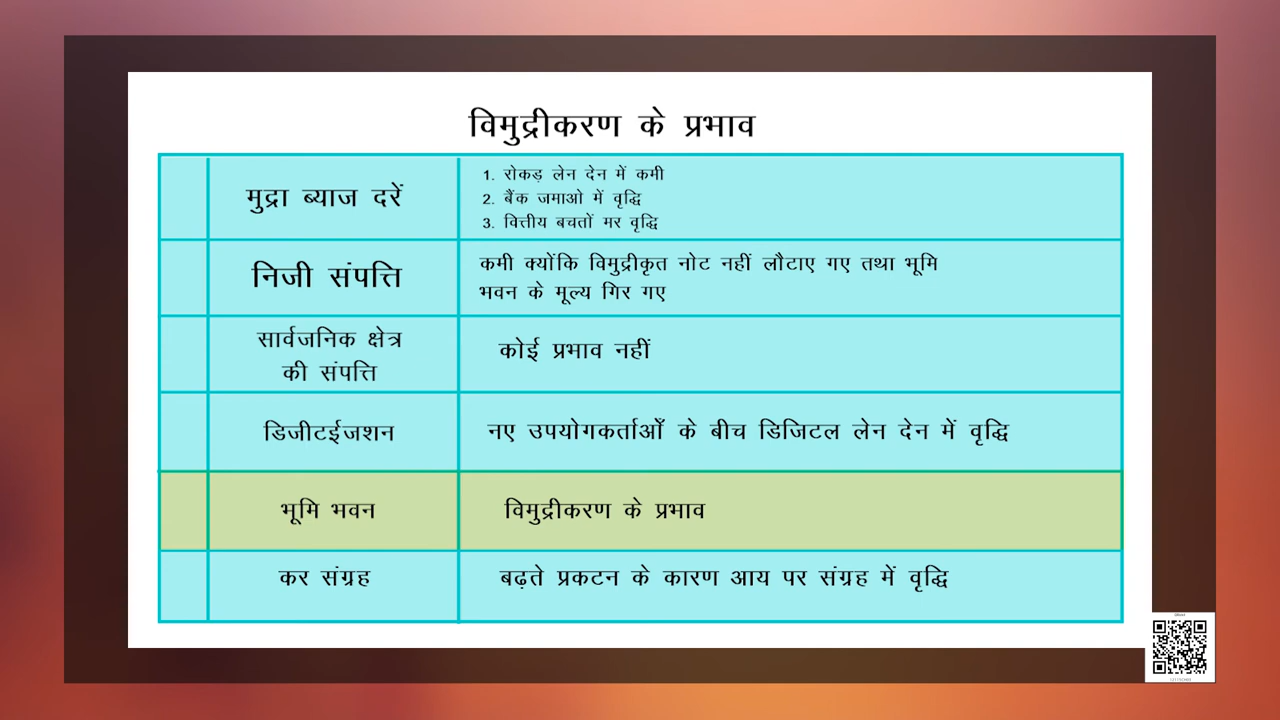 विमुद्रीकरण के प्रभाव
मुद्रा ब्याज दरें
1. रोकड़ लेन देन में कमी
2. बैंक जमाओ में वृद्धि
3. वित्तीय बचतों मर वृद्धि
निजी संपत्ति
कमी क्योंकि विमुद्रीकृत नोट नहीं लौटाए गए तथा भूमि
भवन के मूल्य गिर गए
सार्वजनिक क्षेत्र
की संपत्ति
कोई प्रभाव नहीं
डिजीटईजशन
नए उपयोगकर्ताओँ के बीच डिजिटल लेन देन में वृद्धि
भूमि भवन
विमुद्रीकरण के प्रभाव
कर संग्रह
बढ़ते प्रकटन के कारण आय पर संग्रह में वृद्धि